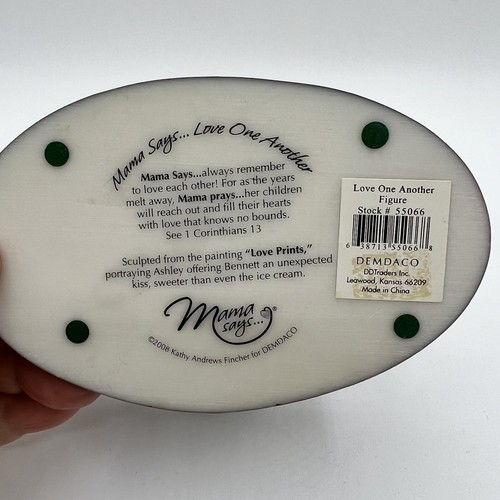 Mama Says... Love One Another
Mama Says...always remember
to love each other! For as the years
melt away, Mama prays...her children
will reach out and fill their hearts
with love that knows no bounds.
See 1 Corinthians 13
Sculpted from the painting "Love Prints,"
portraying Ashley offering Bennett an unexpected
kiss, sweeter than even the ice cream.
Mama
says...®
©2008 Kathy Andrews Fincher for DEMDACO
Love One Another
Figure
Stock # 55066
6 38713 55066 8
DEMDACO
DDTraders Inc.
Leawood, Kansas 66209
Made in China